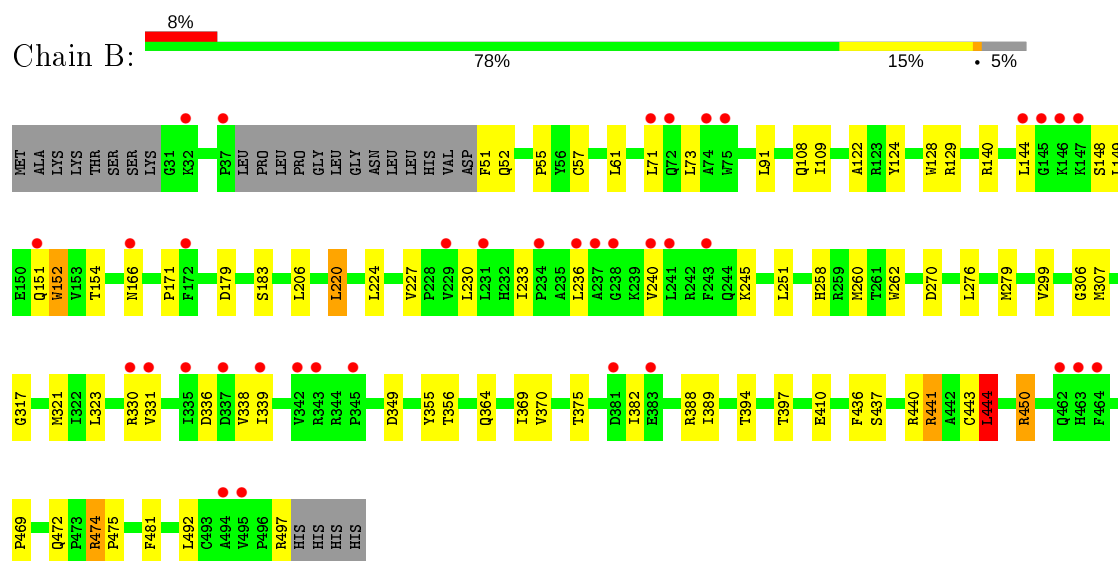 8%
Chain B:
78% 15% • 5%
MET ALA LYS LYS THR SER SER LYS G31 K32 P37 LEU PRO LEU PRO GLY LEU LEU GLY ASN LEU LEU HIS VAL ASP F51 Q52 P55 Y56 C57 L61 L71 Q72 L73 A74 W75 L91 Q108 I109 A122 R123 Y124 W128 R129 R140 L144 G145 K146 K147 S148 L149
E150 Q151 W152 V153 T154 N166 P171 F172 D179 S183 L206 L220 L224 V227 P228 V229 L230 L231 H232 I233 P234 A235 L236 A237 G238 K239 V240 L241 R242 F243 Q244 K245 L251 H258 R259 M260 T261 W262 D270 L276 M279 V299 G306 M307
G317 M321 I322 L323 R330 V331 I335 D336 D337 V338 I339 V342 R343 R344 P345 D349 Y355 T356 Q364 I369 V370 T375 D381 I382 E383 R388 I389 T394 T397 E410 F436 S437 R440 R441 A442 C443 L444 R450 Q462 H463 F464
P469 Q472 P473 R474 P475 F481 L492 C493 A494 V495 P496 R497 HIS HIS HIS HIS